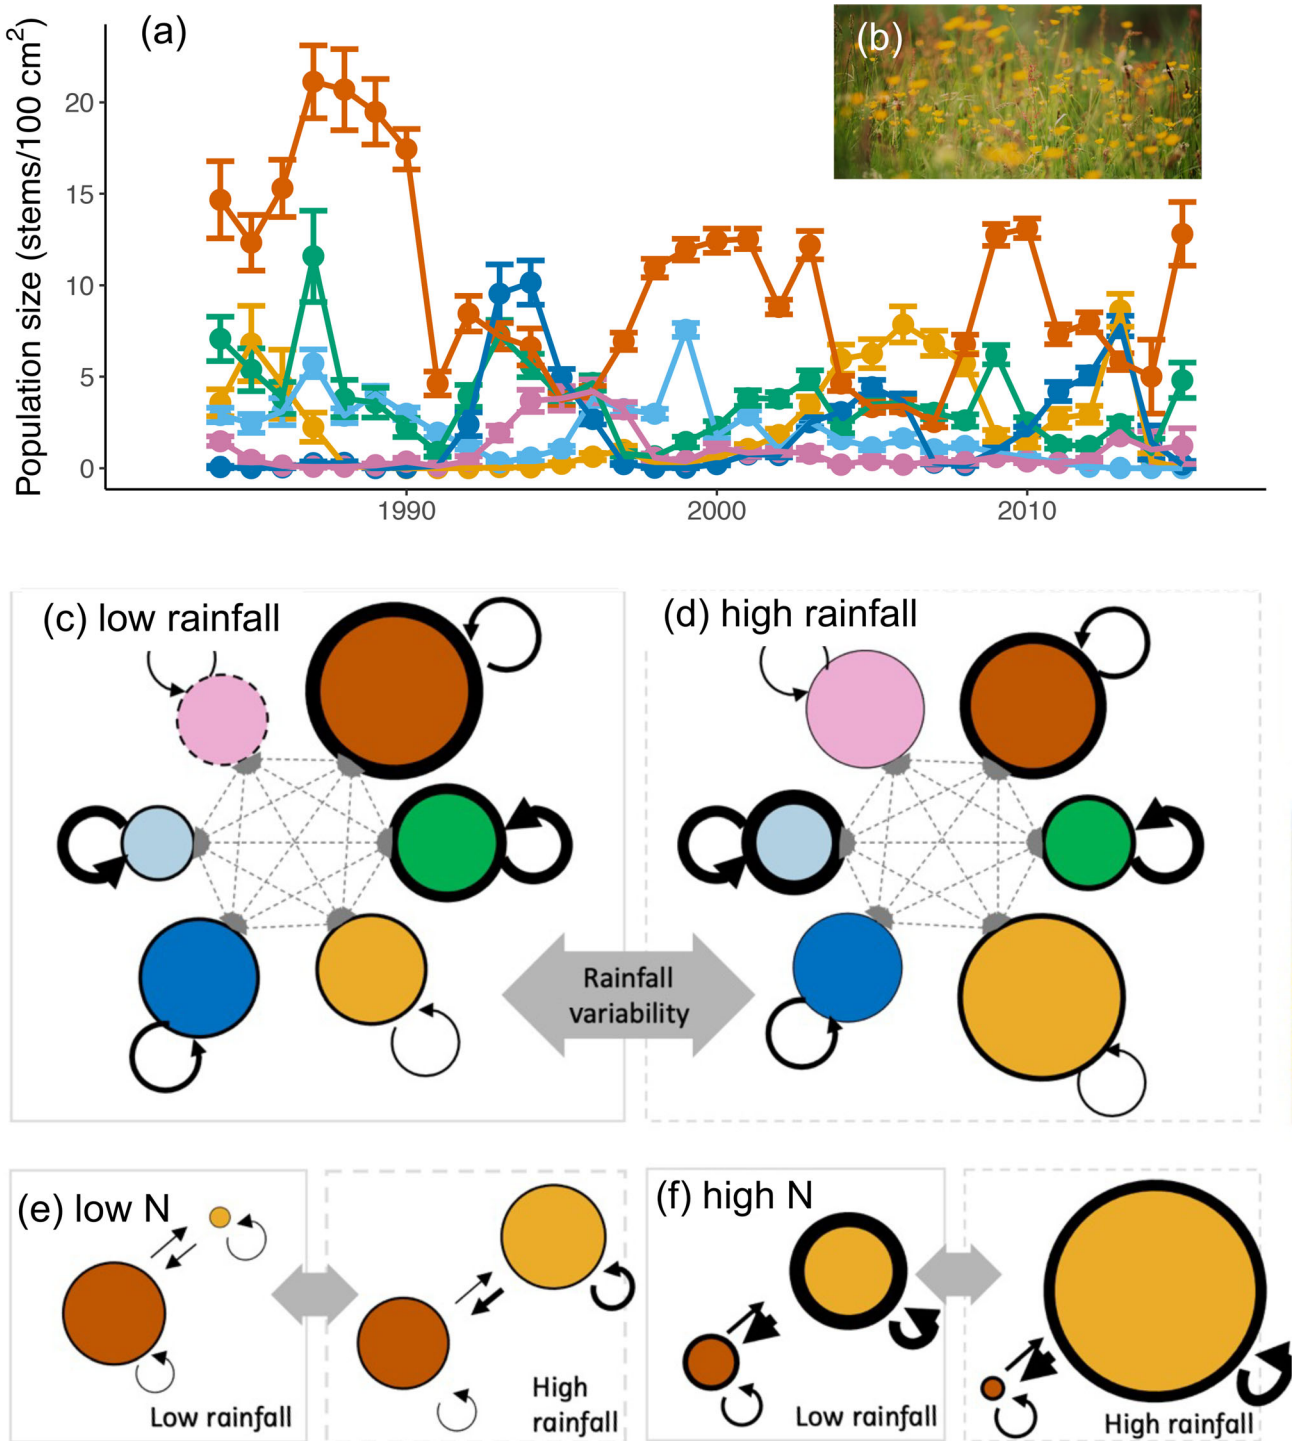 Population size (stems/100 cm²)
(a)
(b)
20
15
10
5
0
1990
2000
2010
(c) low rainfall
(d) high rainfall
Rainfall
variability
(e) low N
Low rainfall
High
rainfall
(f) high N
Low rainfall
High rainfall